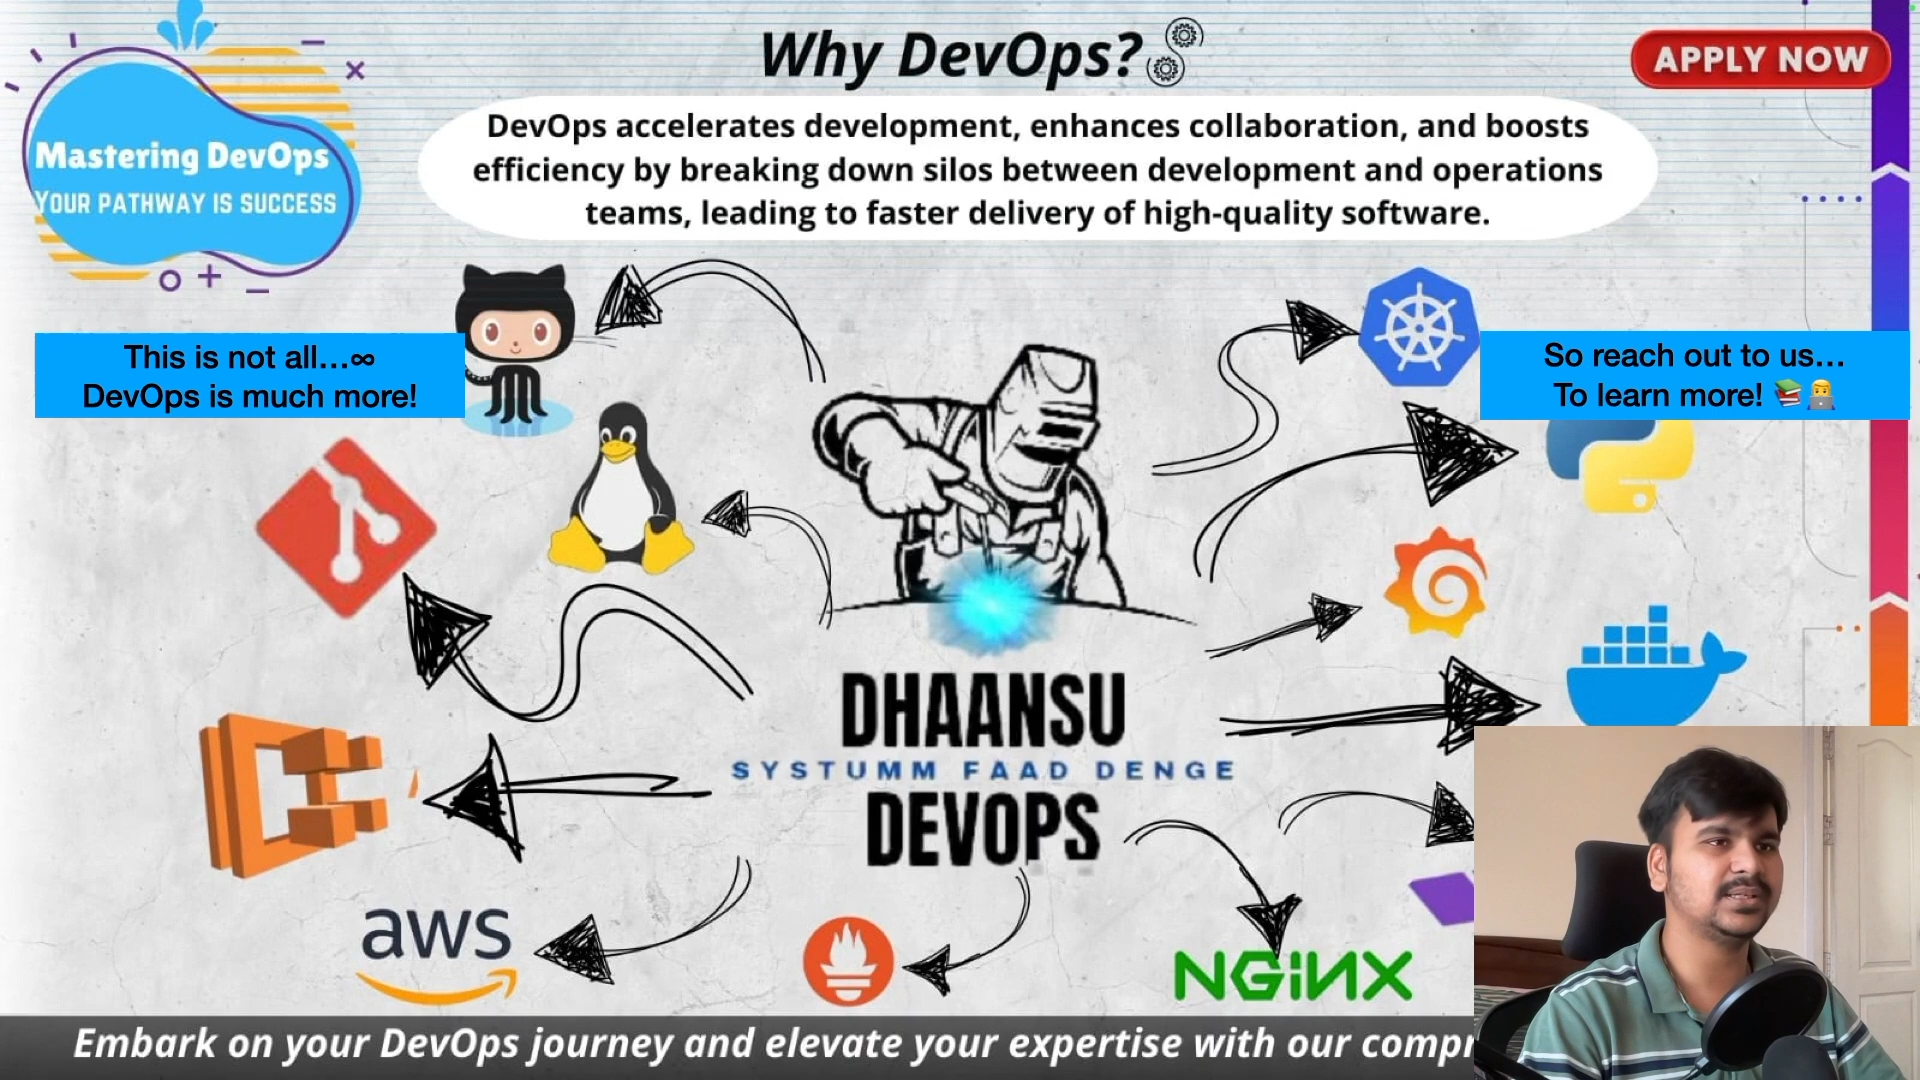 Why DevOps?
APPLY NOW
Mastering DevOps
YOUR PATHWAY IS SUCCESS
DevOps accelerates development, enhances collaboration, and boosts
efficiency by breaking down silos between development and operations
teams, leading to faster delivery of high-quality software.
This is not all...∞
DevOps is much more!
So reach out to us...
To learn more! 📚👨‍💻
DHAANSU
SYSTUMM FAAD DENGE
DEVOPS
aws
NGiNX
Embark on your DevOps journey and elevate your expertise with our